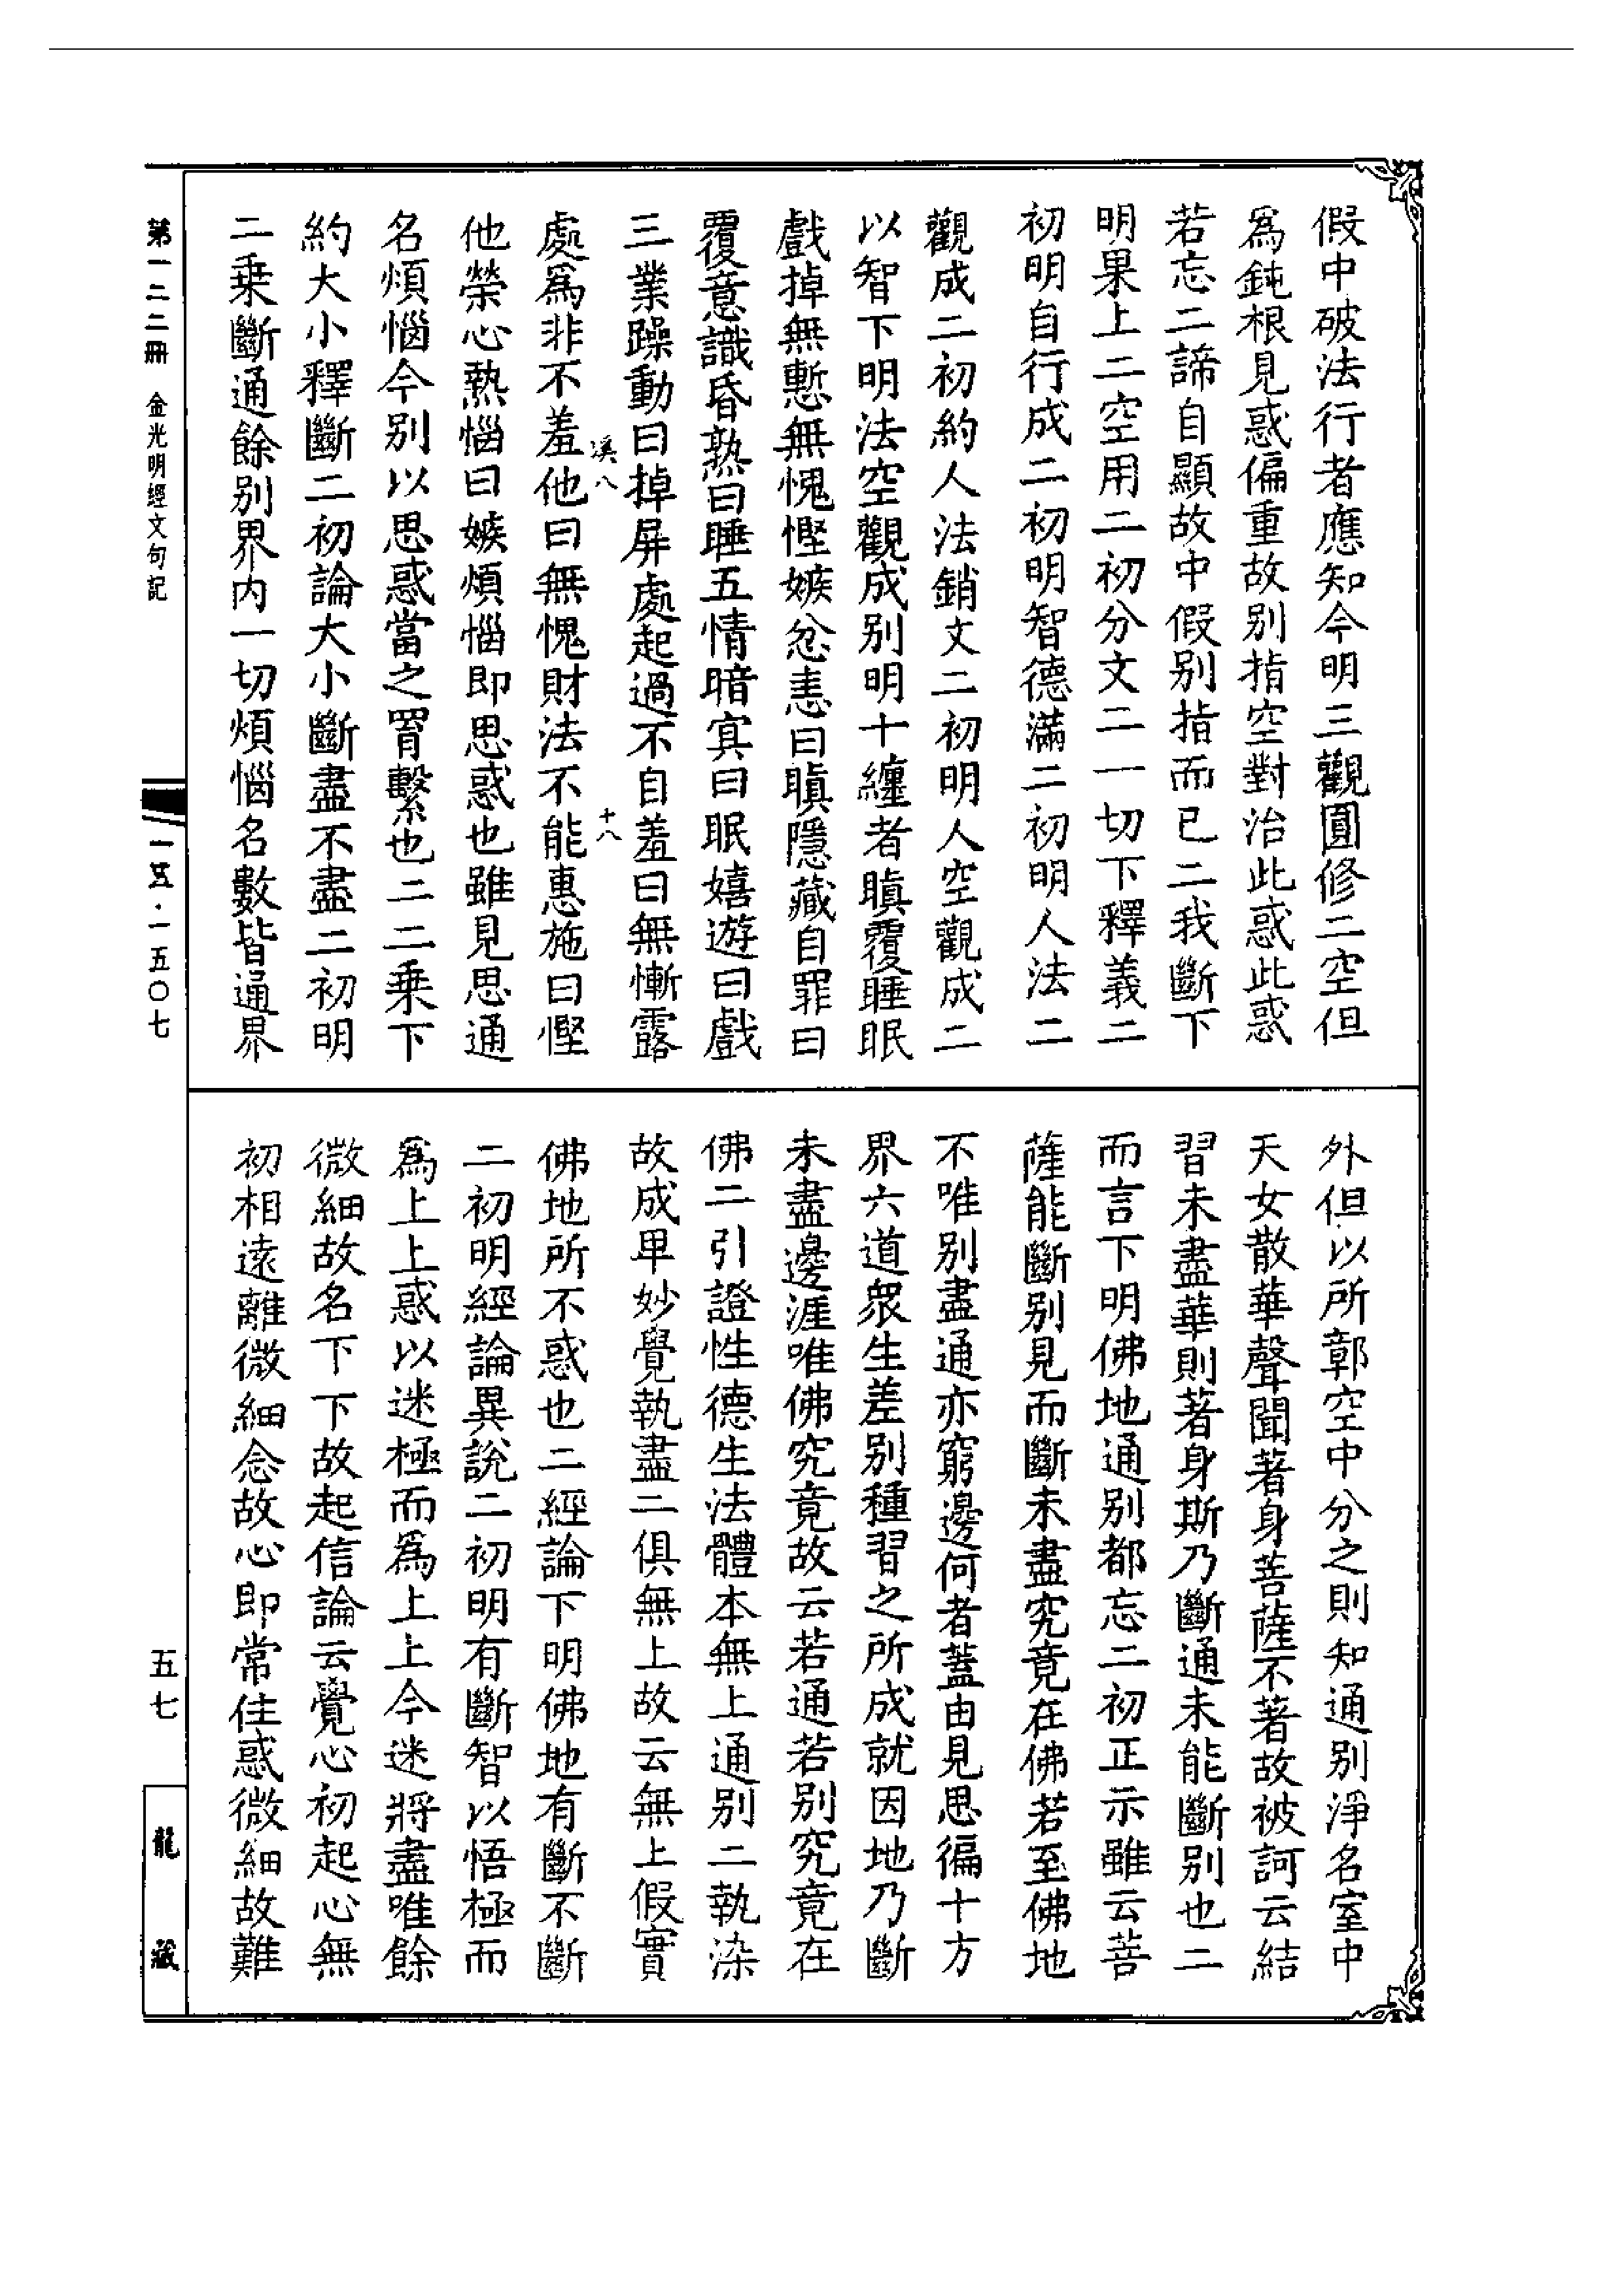 假中破法行者應知今明三觀圓修二空但
為鈍根見惑偏重故別指空對治此惑此惑
若忘二諦自顯故中假別指而已二我斷下
明果上二空用二初分文二一切下釋義二
初明自行成二初明智德滿二初明人法二
觀成二初約人法銷文二初明人空觀成二
以智下明法空觀成別明十纏者瞋覆睡眠
戲掉無慙無愧慳嫉忿恚曰瞋隱藏自罪曰
覆意識昏熟曰睡五情暗寘曰眠嬉遊曰戲
三業躁動曰掉屏處起過不自羞曰無慚露
處為非不羞他曰無愧財法不能惠施曰慳
他榮心熱惱曰嫉煩惱即思惑也雖見思通
名煩惱今別以思惑當之罥繫也二二乘下
約大小釋斷二初論大小斷盡不盡二初明
二乘斷通餘別界內一切煩惱名數皆通界
溪八
十八
外但以所鄣空中分之則知通別淨名室中
天女散華聲聞著身菩薩不著故被訶云結
習未盡華則著身斯乃斷通未能斷別也二
而言下明佛地通別都忘二初正示雖云菩
薩能斷別見而斷未盡究竟在佛若至佛地
不唯別盡通亦窮邊何者蓋由見思徧十方
界六道眾生差別種習之所成就因地乃斷
未盡邊涯唯佛究竟故云若通若別究竟在
佛二引證性德生法體本無上通別二執染
故成卑妙覺執盡二俱無上故云無上假實
佛地所不惑也二經論下明佛地有斷不斷
二初明經論異說二初明有斷智以悟極而
為上上惑以迷極而為上上今迷將盡唯餘
微細故名下下故起信論云覺心初起心無
初相遠離微細念故心即常住惑微細故難
第一二二冊　金光明經文句記
一五五・一五〇七
五七
龍藏